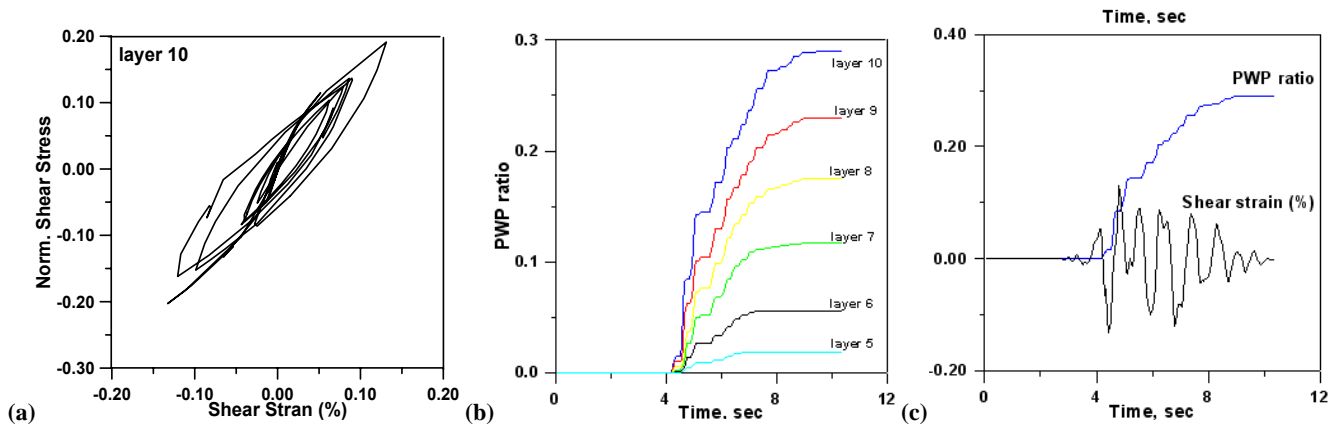 (a)
layer 10
Norm. Shear Stress
0.20
0.10
0.00
-0.10
-0.20
-0.30
-0.20
-0.10
0.00
0.10
0.20
Shear Stran (%)
(b)
PWP ratio
0.3
0.2
0.1
0.0
layer 10
layer 9
layer 8
layer 7
layer 6
layer 5
0
4
8
12
Time, sec
(c)
Time, sec
0.40
0.20
0.00
-0.20
PWP ratio
Shear strain (%)
0
4
8
12
Time, sec